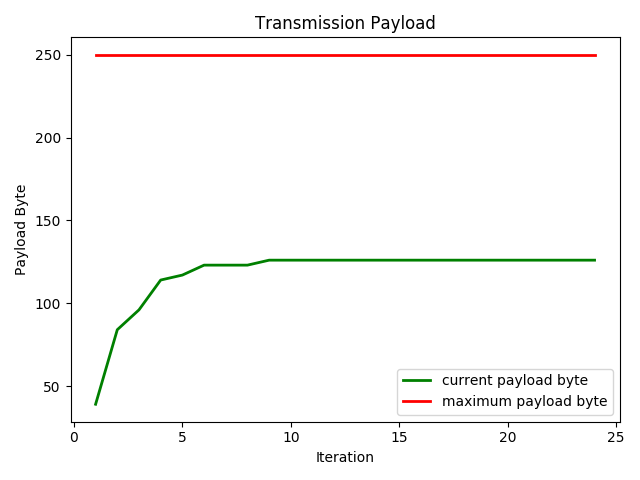 Transmission Payload
250
200
150
100
50
Payload Byte
current payload byte
maximum payload byte
0 5 10 15 20 25
Iteration